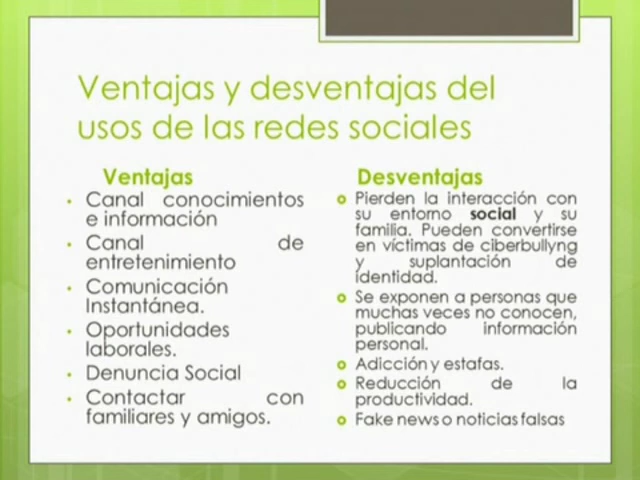 Ventajas y desventajas del
usos de las redes sociales
Ventajas
• Canal conocimientos
e información
• Canal de
entretenimiento
• Comunicación
Instantánea.
• Oportunidades
laborales.
• Denuncia Social
• Contactar con
familiares y amigos.
Desventajas
Pierden la interacción con
su entorno social y su
familia. Pueden convertirse
en víctimas de ciberbullyng
y suplantación de
identidad.
Se exponen a personas que
muchas veces no conocen,
publicando información
personal.
Adicción y estafas.
Reducción de la
productividad.
Fake news o noticias falsas